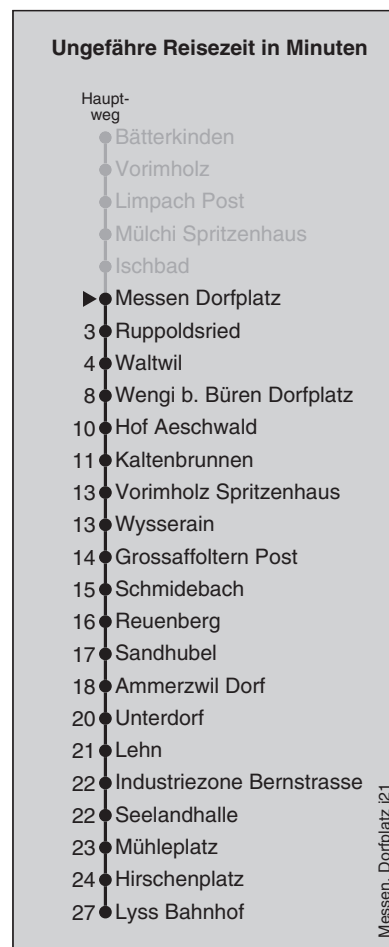 Ungefähre Reisezeit in Minuten
Haupt-
weg
Bätterkinden
Vorimholz
Limpach Post
Mülchi Spritzenhaus
Ischbad
Messen Dorfplatz
3 Ruppoldsried
4 Waltwil
8 Wengi b. Büren Dorfplatz
10 Hof Aeschwald
11 Kaltenbrunnen
13 Vorimholz Spritzenhaus
13 Wysserain
14 Grossaffoltern Post
15 Schmidebach
16 Reuenberg
17 Sandhubel
18 Ammerzwil Dorf
20 Unterdorf
21 Lehn
22 Industriezone Bernstrasse
22 Seelandhalle
23 Mühleplatz
24 Hirschenplatz
27 Lyss Bahnhof
Messen, Dorfplatz j21